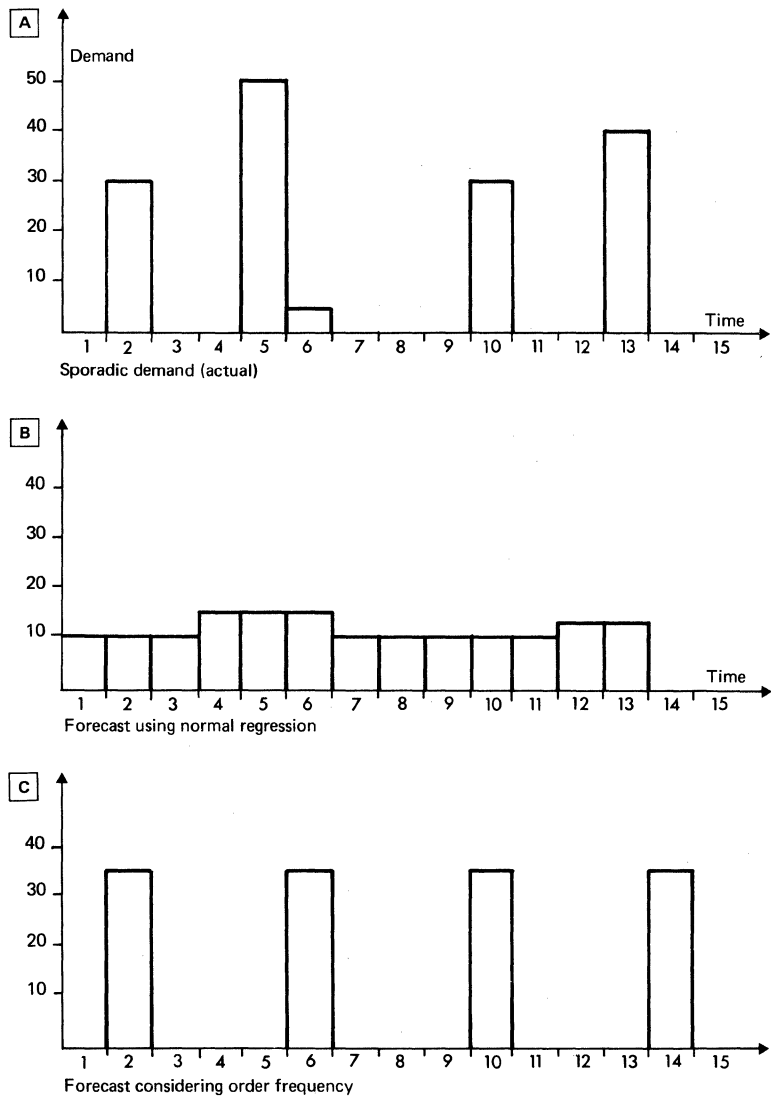 A
Demand
50
40
30
20
10
Time
1 2 3 4 5 6 7 8 9 10 11 12 13 14 15
Sporadic demand (actual)
B
40
30
20
10
Time
1 2 3 4 5 6 7 8 9 10 11 12 13 14 15
Forecast using normal regression
C
40
30
20
10
1 2 3 4 5 6 7 8 9 10 11 12 13 14 15
Forecast considering order frequency